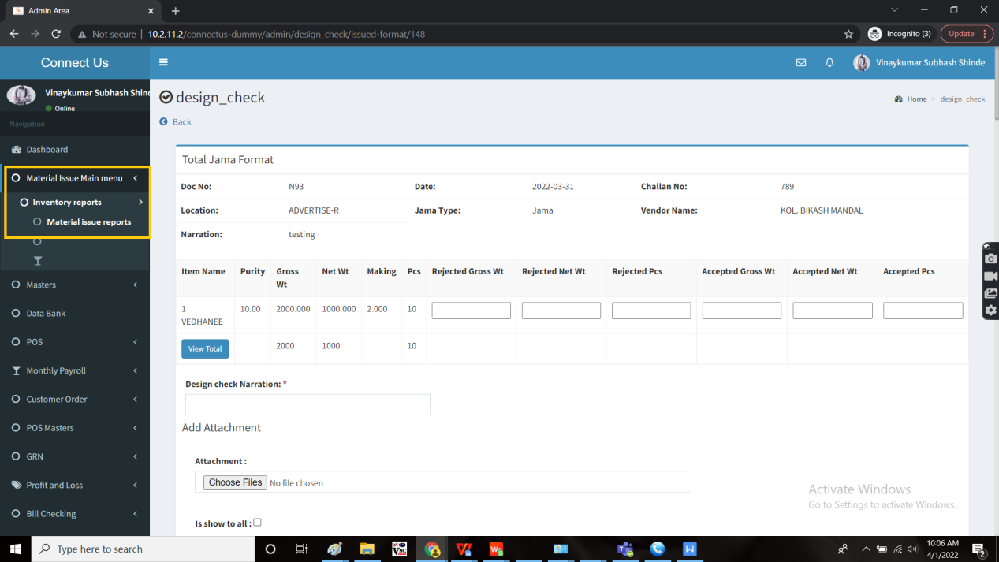 Admin Area
Not secure | 10.2.11.2/connectus-dummy/admin/design_check/issued-format/148
Incognito (3)
Update
Connect Us
Vinaykumar Subhash Shinde
Vinaykumar Subhash Shin
Online
Navigation
Dashboard
Material Issue Main menu
Inventory reports
Material issue reports
Masters
Data Bank
POS
Monthly Payroll
Customer Order
POS Masters
GRN
Profit and Loss
Bill Checking
design_check
Home > design_check
Back
Total Jama Format
Doc No: N93 Date: 2022-03-31 Challan No: 789
Location: ADVERTISE-R Jama Type: Jama Vendor Name: KOL. BIKASH MANDAL
Narration: testing
Item Name Purity Gross Wt Net Wt Making Pcs Rejected Gross Wt Rejected Net Wt Rejected Pcs Accepted Gross Wt Accepted Net Wt Accepted Pcs
1 10.00 2000.000 1000.000 2.000 10
VEDHANEE
View Total 2000 1000 10
Design check Narration: *
Add Attachment
Attachment :
Choose Files No file chosen
Is show to all :
Activate Windows
Go to Settings to activate Windows.
Type here to search
10:06 AM
4/1/2022
2